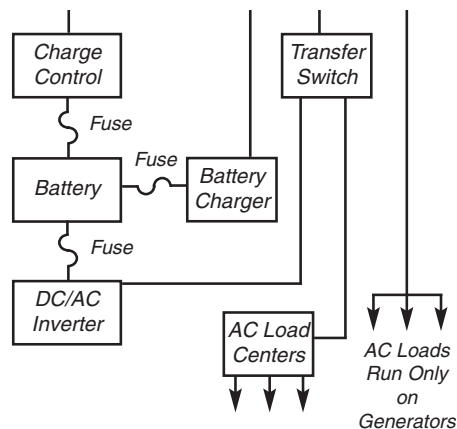 Charge
Control
Transfer
Switch
Fuse
Fuse
Battery
Battery
Charger
Fuse
DC/AC
Inverter
AC Load
Centers
AC Loads
Run Only
on
Generators